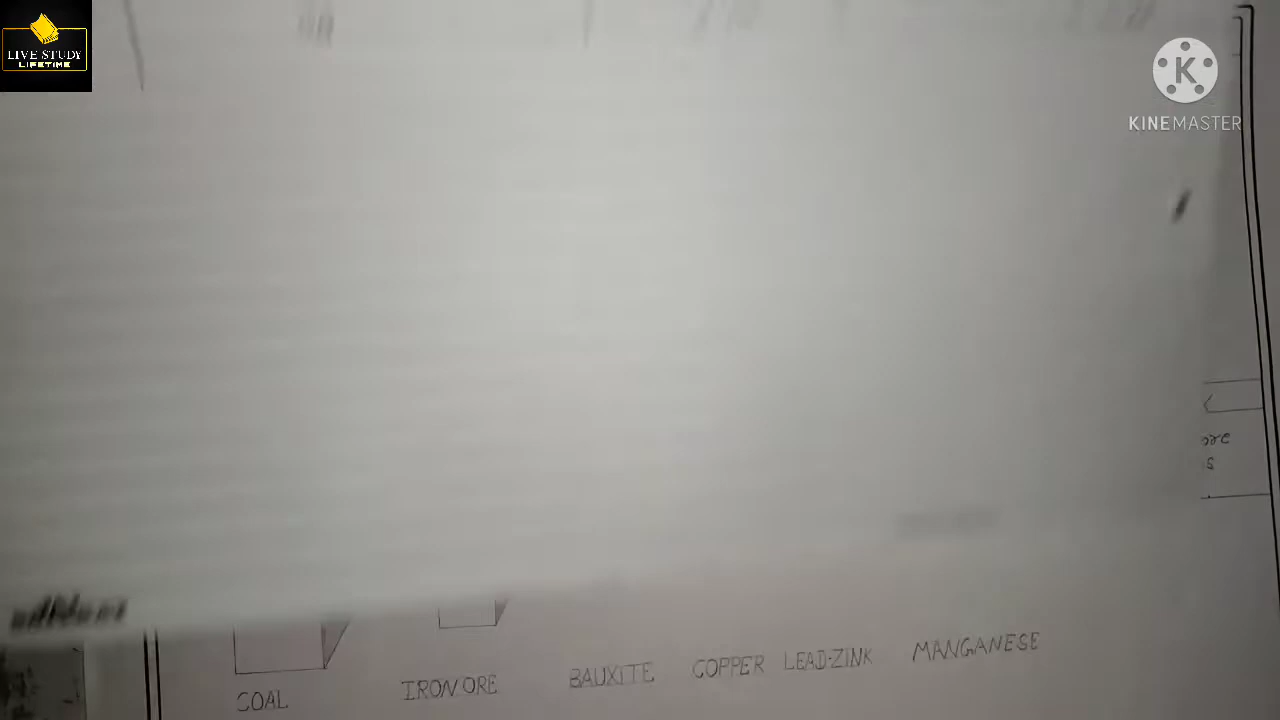 LIVE STUDY
LIFETIME
KINEMASTER
COAL IRON ORE BAUXITE COPPER LEAD-ZINK MANGANESE